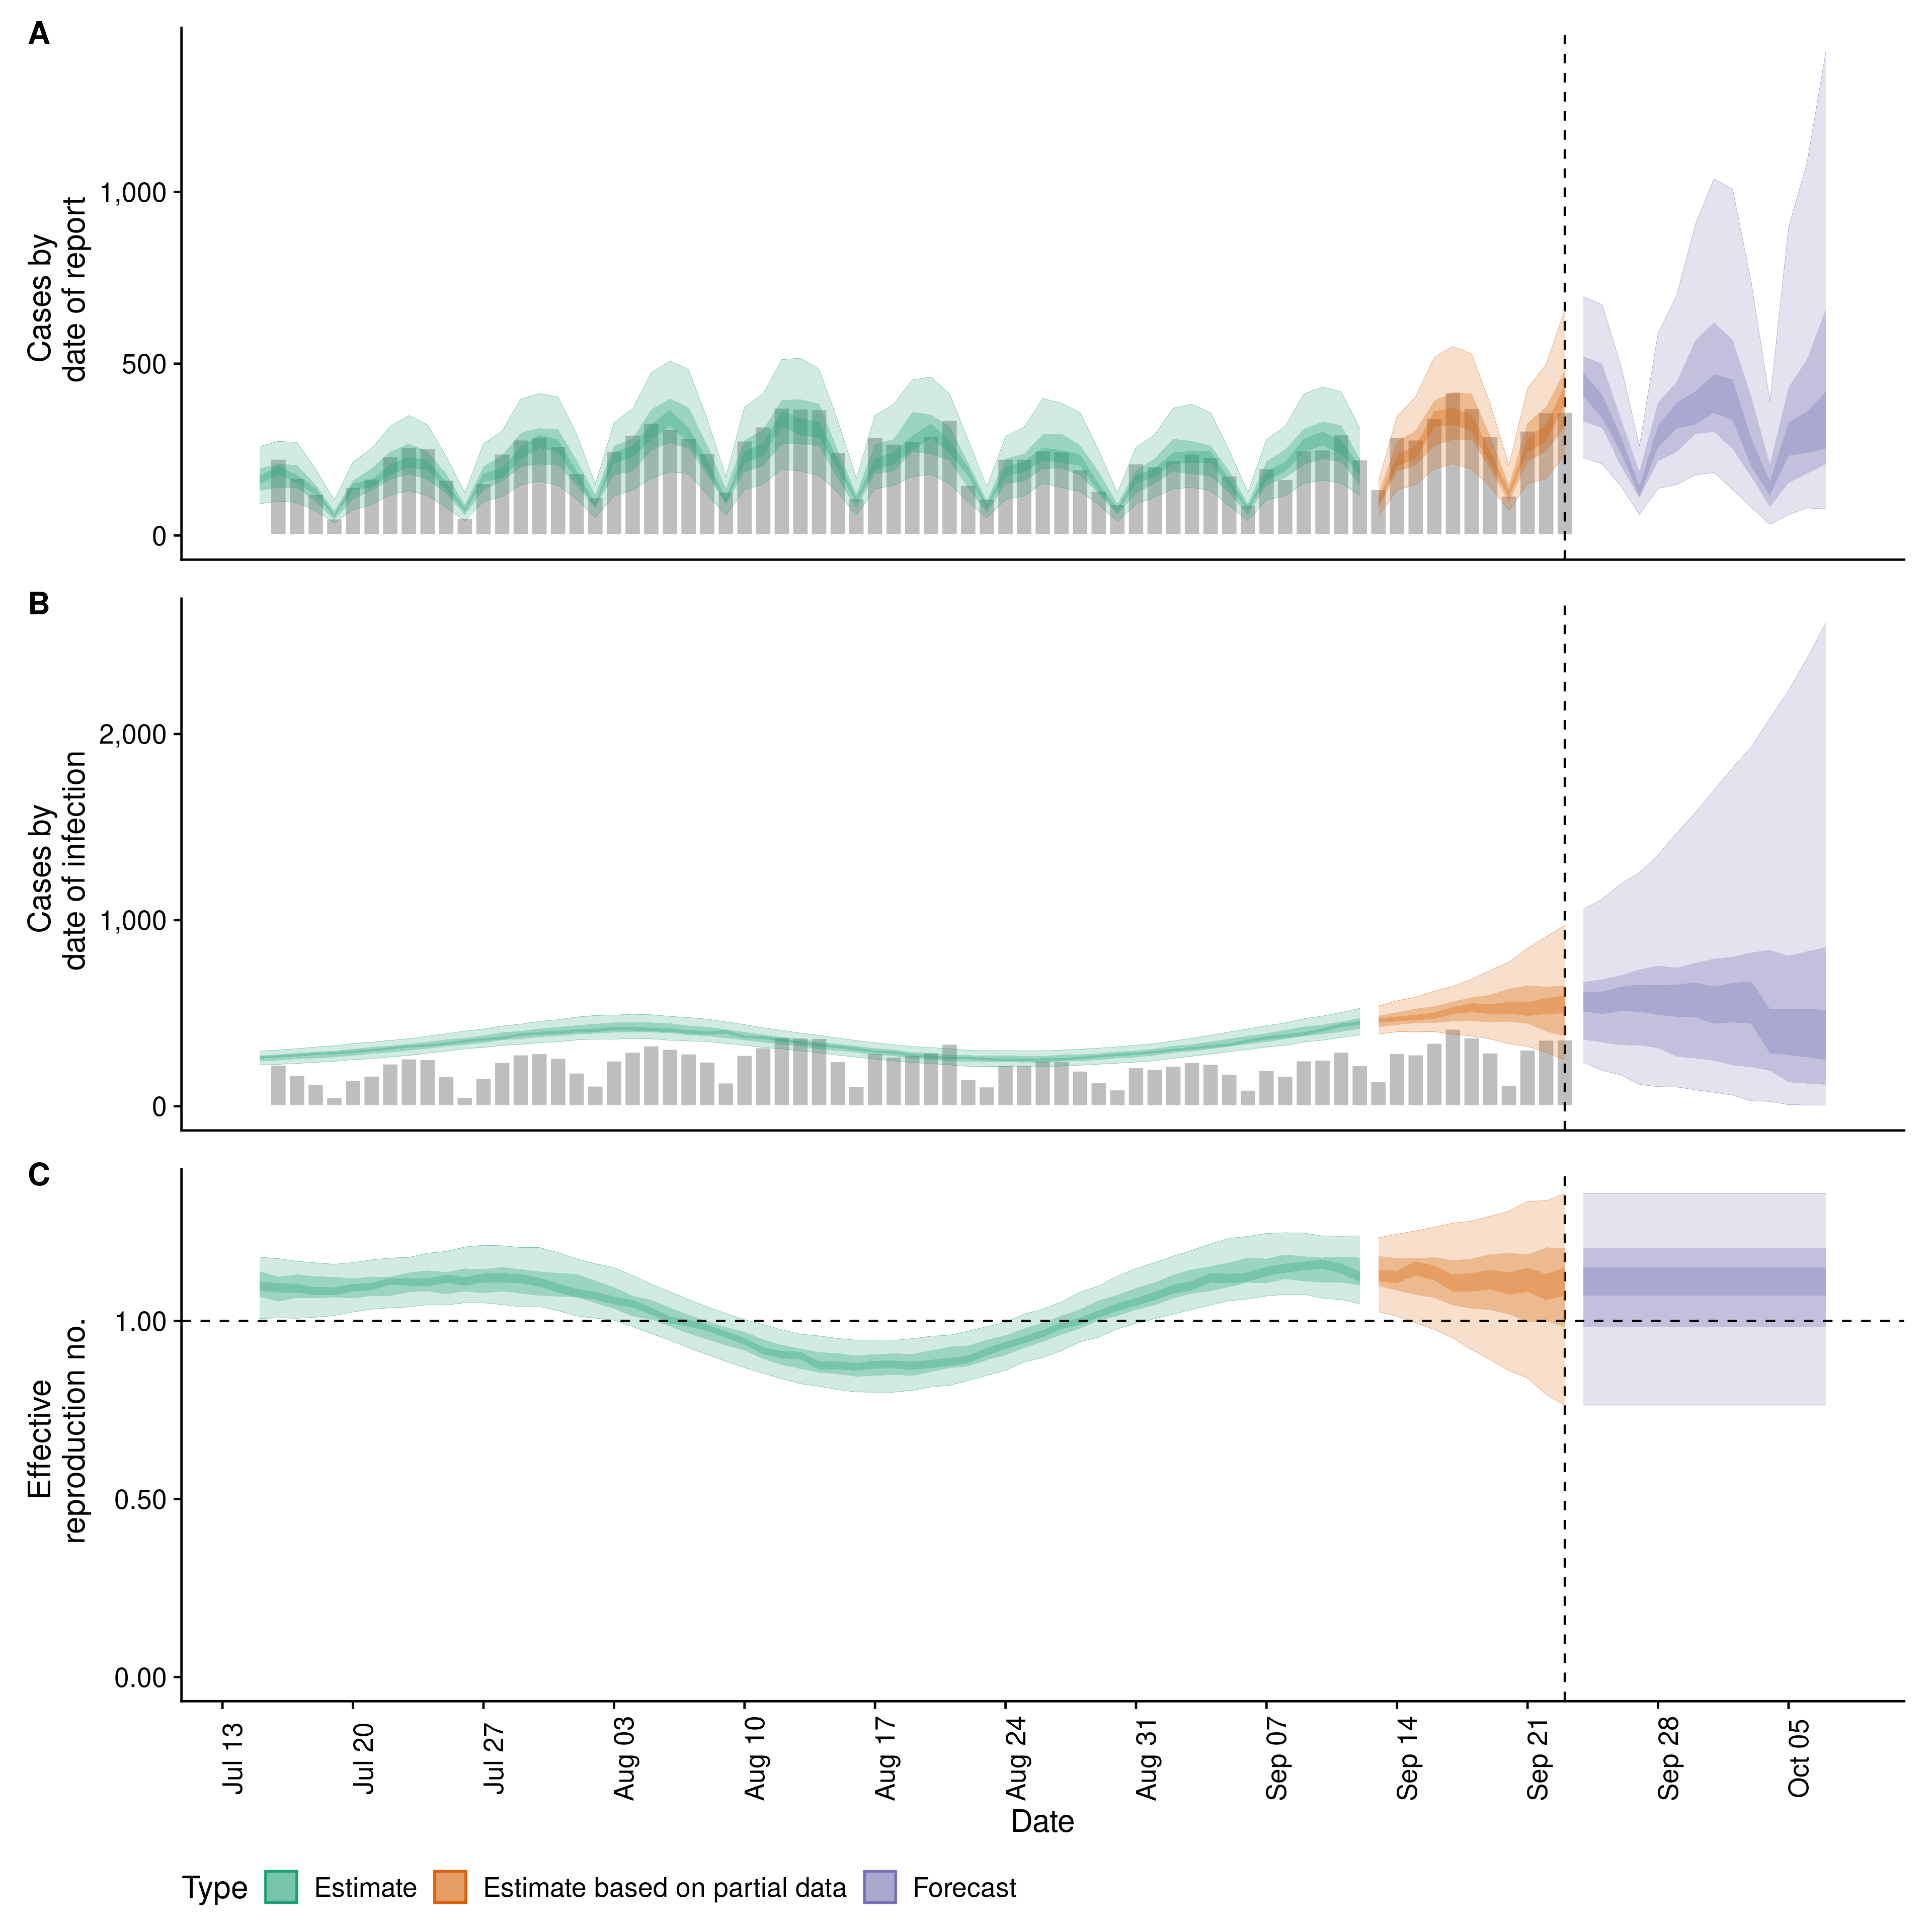 A
Cases by
date of report
1,000
500
0
B
Cases by
date of infection
2,000
1,000
0
C
Effective
reproduction no.
1.00
0.50
0.00
Jul 13
Jul 20
Jul 27
Aug 03
Aug 10
Aug 17
Aug 24
Aug 31
Sep 07
Sep 14
Sep 21
Sep 28
Oct 05
Date
Type Estimate Estimate based on partial data Forecast